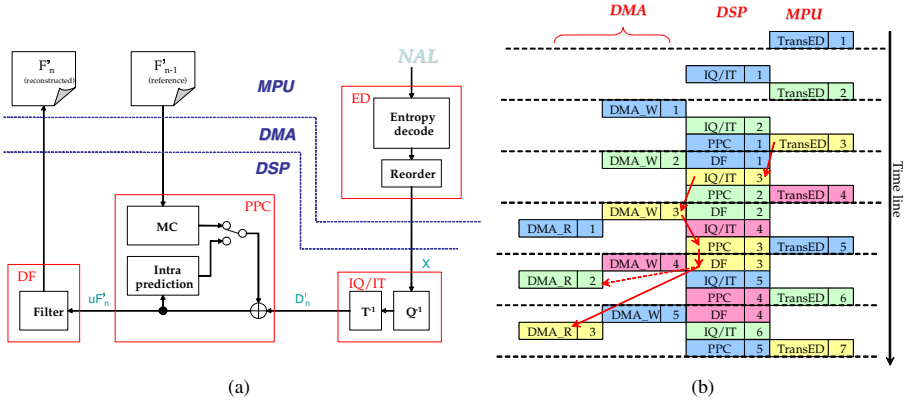 F'n
(reconstructed)
F'n-1
(reference)
NAL
MPU
DMA
DSP
ED
Entropy
decode
Reorder
PPC
MC
Intra
prediction
DF
Filter
uF'n
D'n
X
IQ/IT
T-1
Q-1
(a)
DMA
DSP
MPU
TransED 1
IQ/IT 1
TransED 2
DMA_W 1
IQ/IT 2
PPC 1
TransED 3
DMA_W 2
DF 1
IQ/IT 3
PPC 2
TransED 4
DMA_W 3
DF 2
DMA_R 1
IQ/IT 4
PPC 3
TransED 5
DMA_W 4
DF 3
DMA_R 2
IQ/IT 5
PPC 4
TransED 6
DMA_W 5
DF 4
DMA_R 3
IQ/IT 6
PPC 5
TransED 7
Time line
(b)